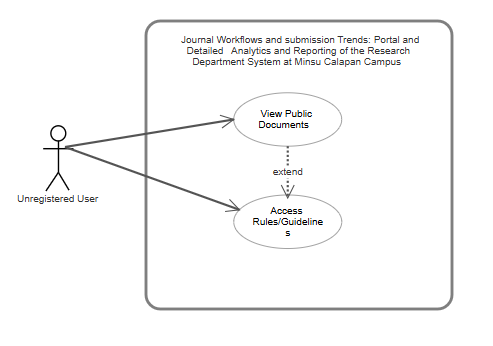 Journal Workflows and submission Trends: Portal and
Detailed Analytics and Reporting of the Research
Department System at Minsu Calapan Campus
View Public
Documents
extend
Access
Rules/Guideline
s
Unregistered User